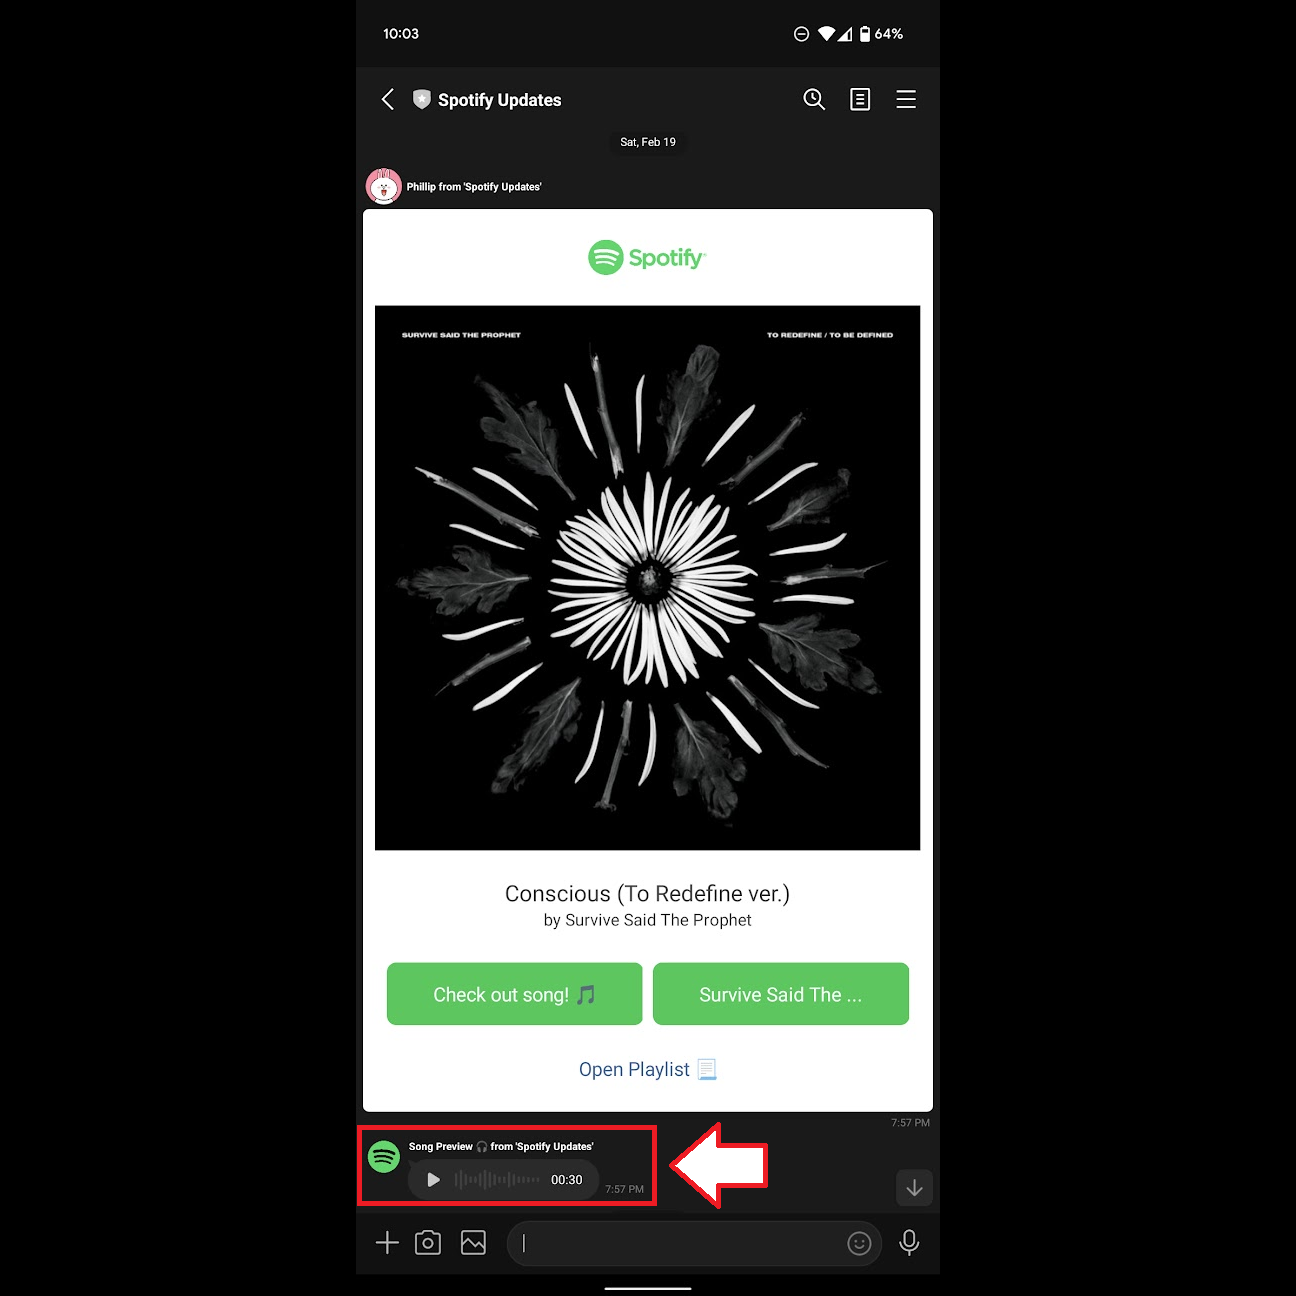 10:03
64%
Spotify Updates
Sat, Feb 19
Phillip from 'Spotify Updates'
Spotify
SURVIVE SAID THE PROPHET
TO REDEFINE / TO BE DEFINED
Conscious (To Redefine ver.)
by Survive Said The Prophet
Check out song! 🎵
Survive Said The ...
Open Playlist 📃
7:57 PM
Song Preview 🎧 from 'Spotify Updates'
00:30
7:57 PM